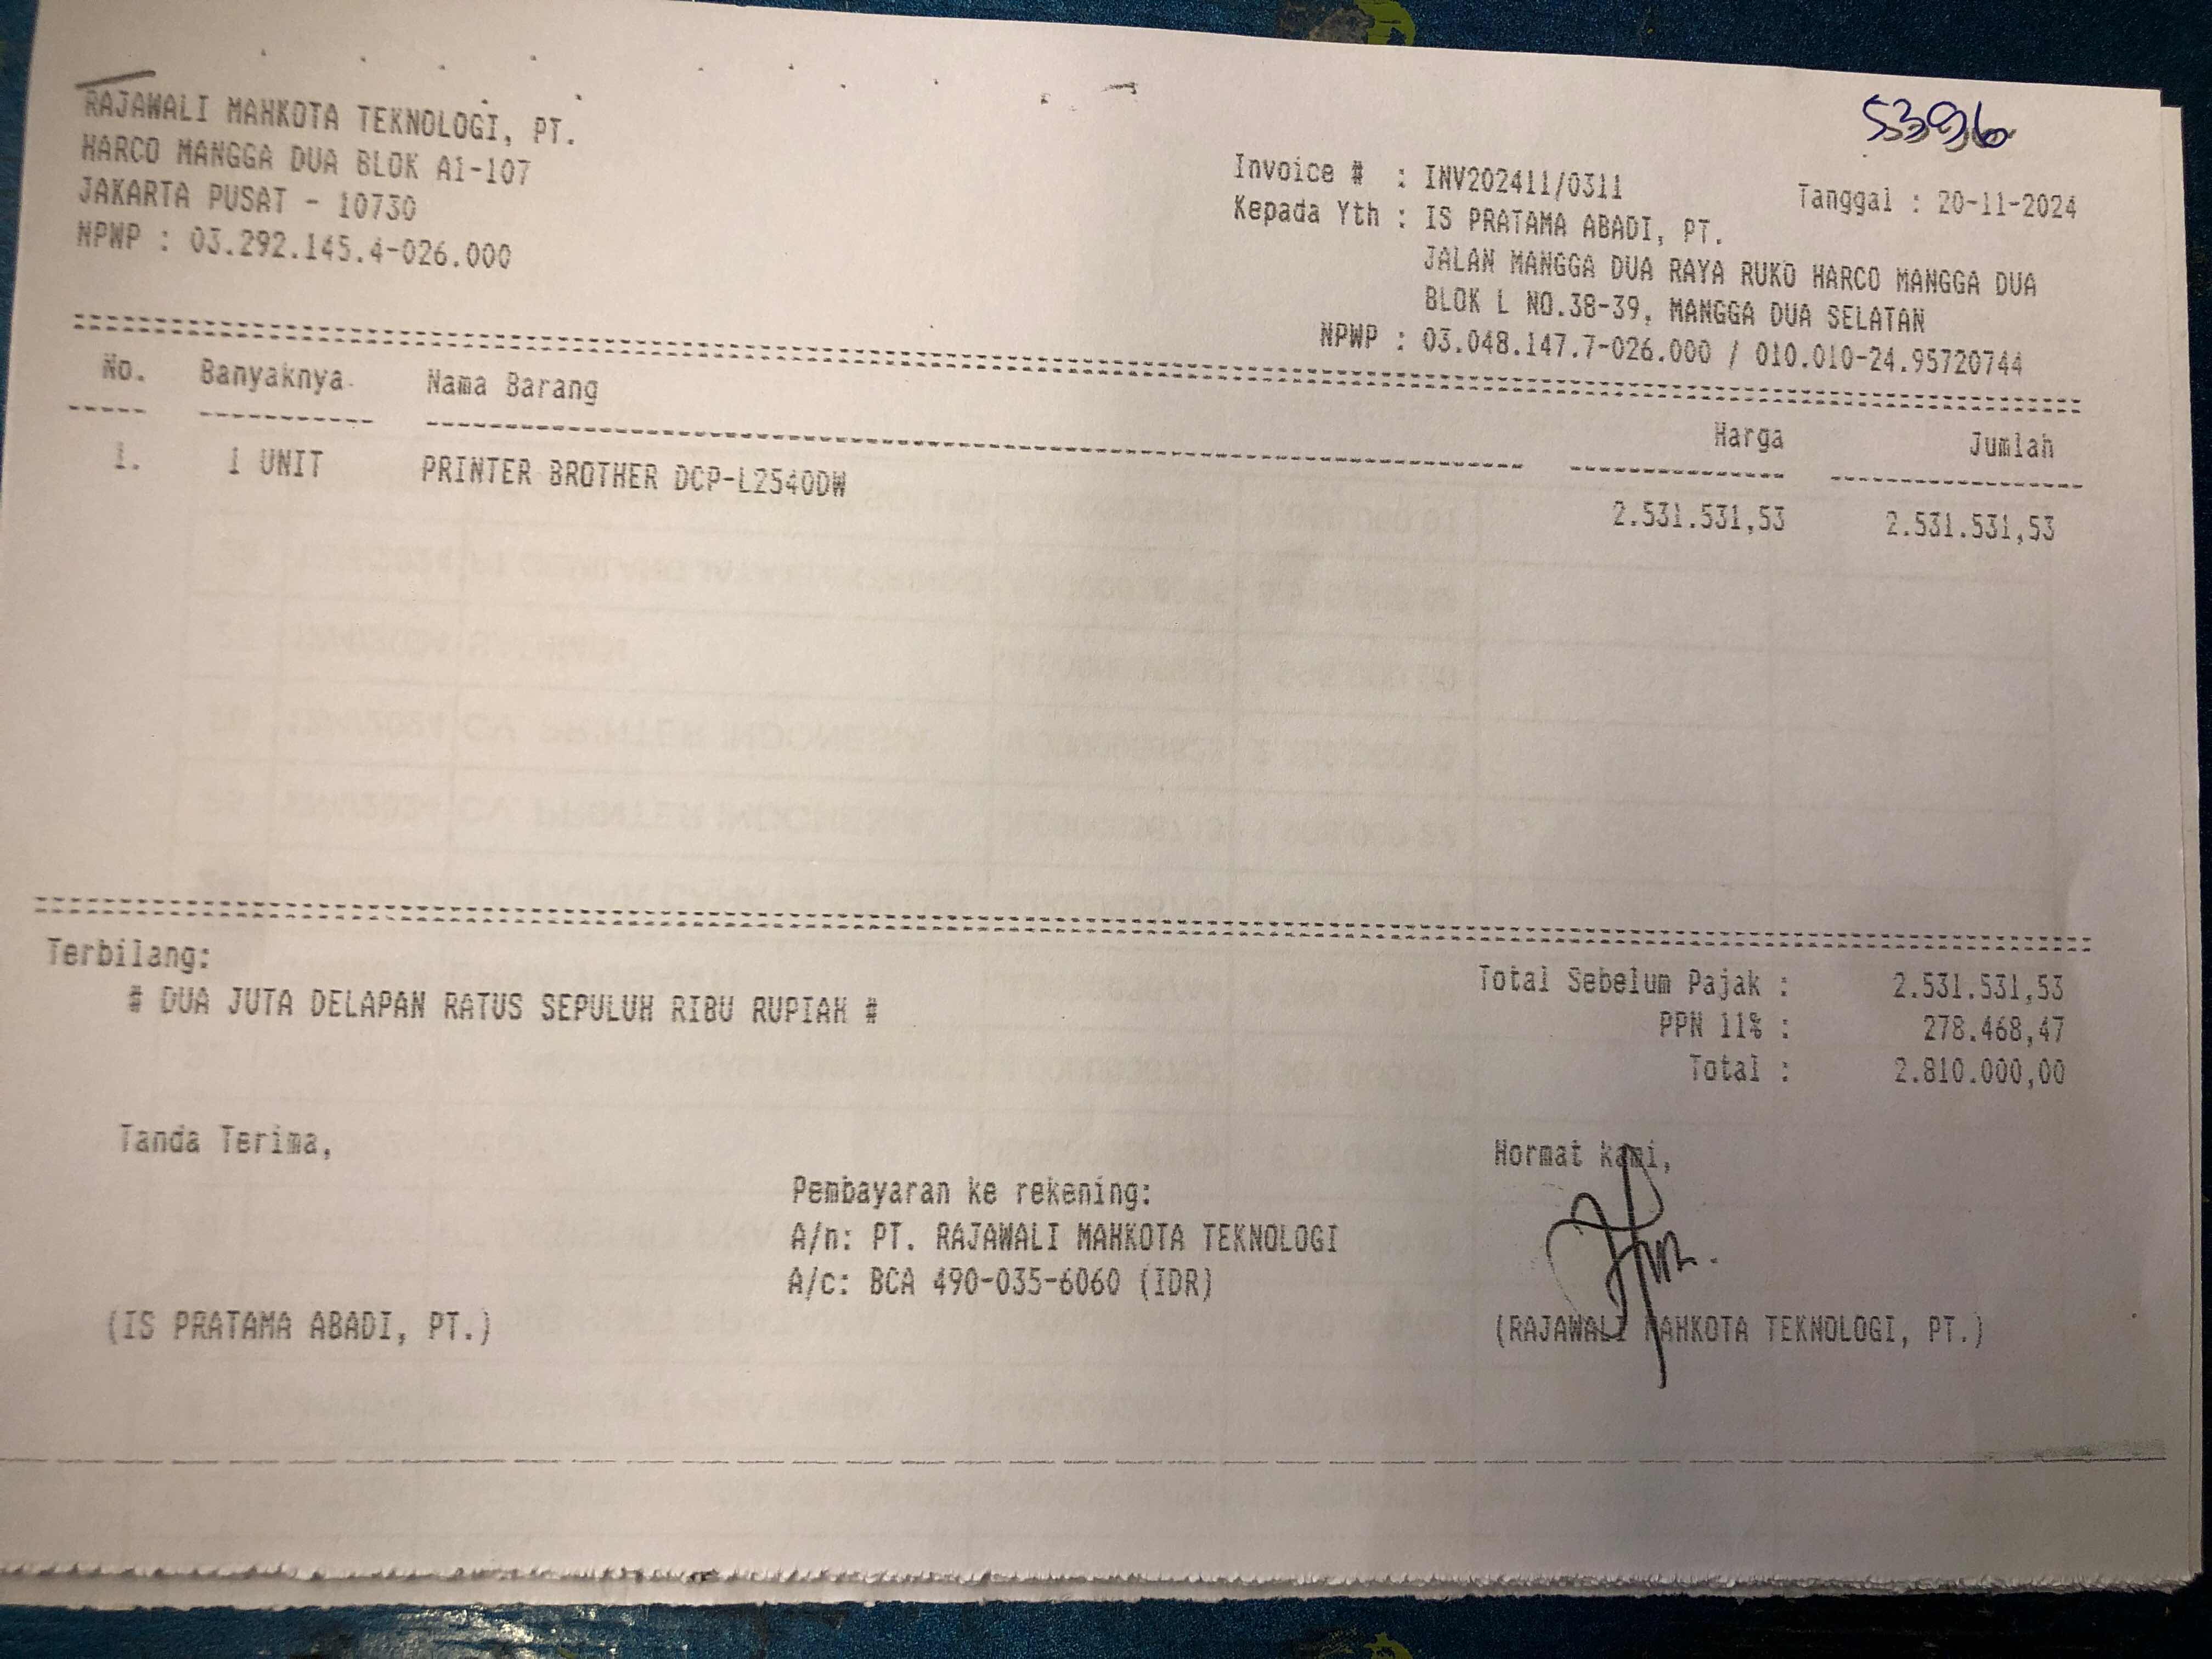 RAJAWALI MAHKOTA TEKNOLOGI, PT.
HARCO MANGGA DUA BLOK A1-107
JAKARTA PUSAT - 10730
NPWP : 03.292.145.4-026.000
5396
Invoice # : INV202411/0311 Tanggal : 20-11-2024
Kepada Yth : IS PRATAMA ABADI, PT.
JALAN MANGGA DUA RAYA RUKO HARCO MANGGA DUA
BLOK L NO.38-39, MANGGA DUA SELATAN
NPWP : 03.048.147.7-026.000 / 010.010-24.95720744
No. Banyaknya Nama Barang Harga Jumlah
1. 1 UNIT PRINTER BROTHER DCP-L2540DW 2.531.531,53 2.531.531,53
Terbilang:
# DUA JUTA DELAPAN RATUS SEPULUH RIBU RUPIAH #
Total Sebelum Pajak : 2.531.531,53
PPN 11% : 278.468,47
Total : 2.810.000,00
Tanda Terima,
Hormat kami,
Pembayaran ke rekening:
A/n: PT. RAJAWALI MAHKOTA TEKNOLOGI
A/c: BCA 490-035-6060 (IDR)
(IS PRATAMA ABADI, PT.)
(RAJAWALI MAHKOTA TEKNOLOGI, PT.)